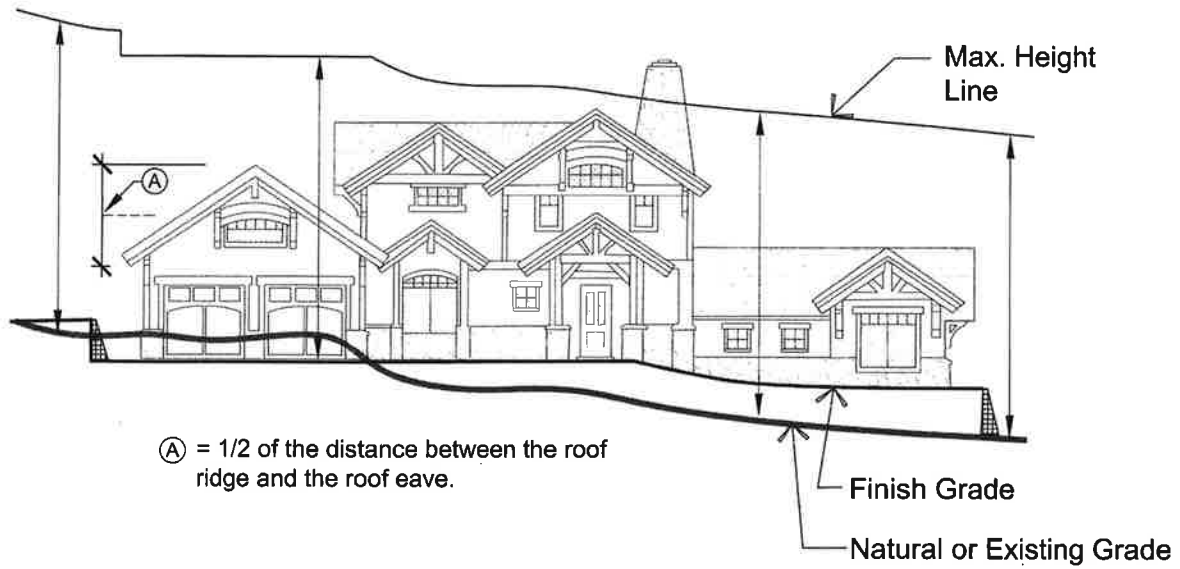 Max. Height
Line
A
A = 1/2 of the distance between the roof
ridge and the roof eave.
Finish Grade
Natural or Existing Grade